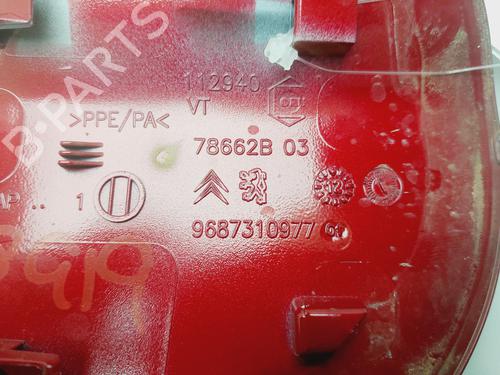 B-PARTS
112940
>PPE/PA<
VT
78662B 03
1
9687310977